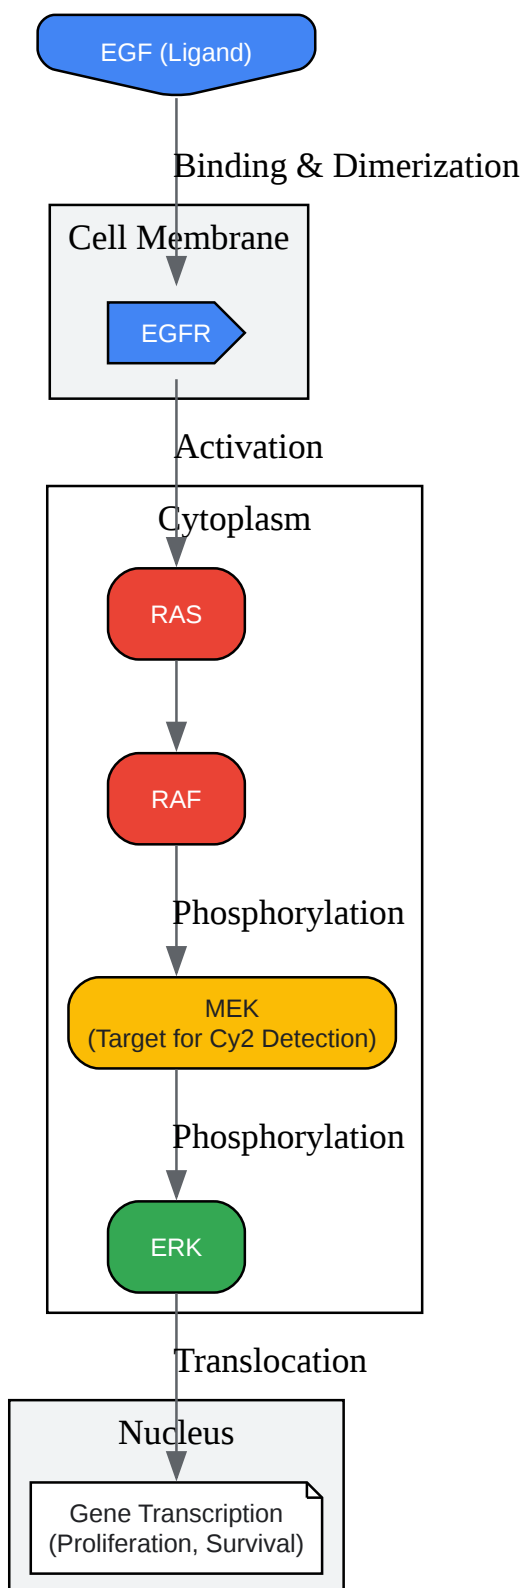 EGF (Ligand)
Binding & Dimerization
Cell Membrane
EGFR
Activation
Cytoplasm
RAS
RAF
Phosphorylation
MEK
(Target for Cy2 Detection)
Phosphorylation
ERK
Translocation
Nucleus
Gene Transcription
(Proliferation, Survival)